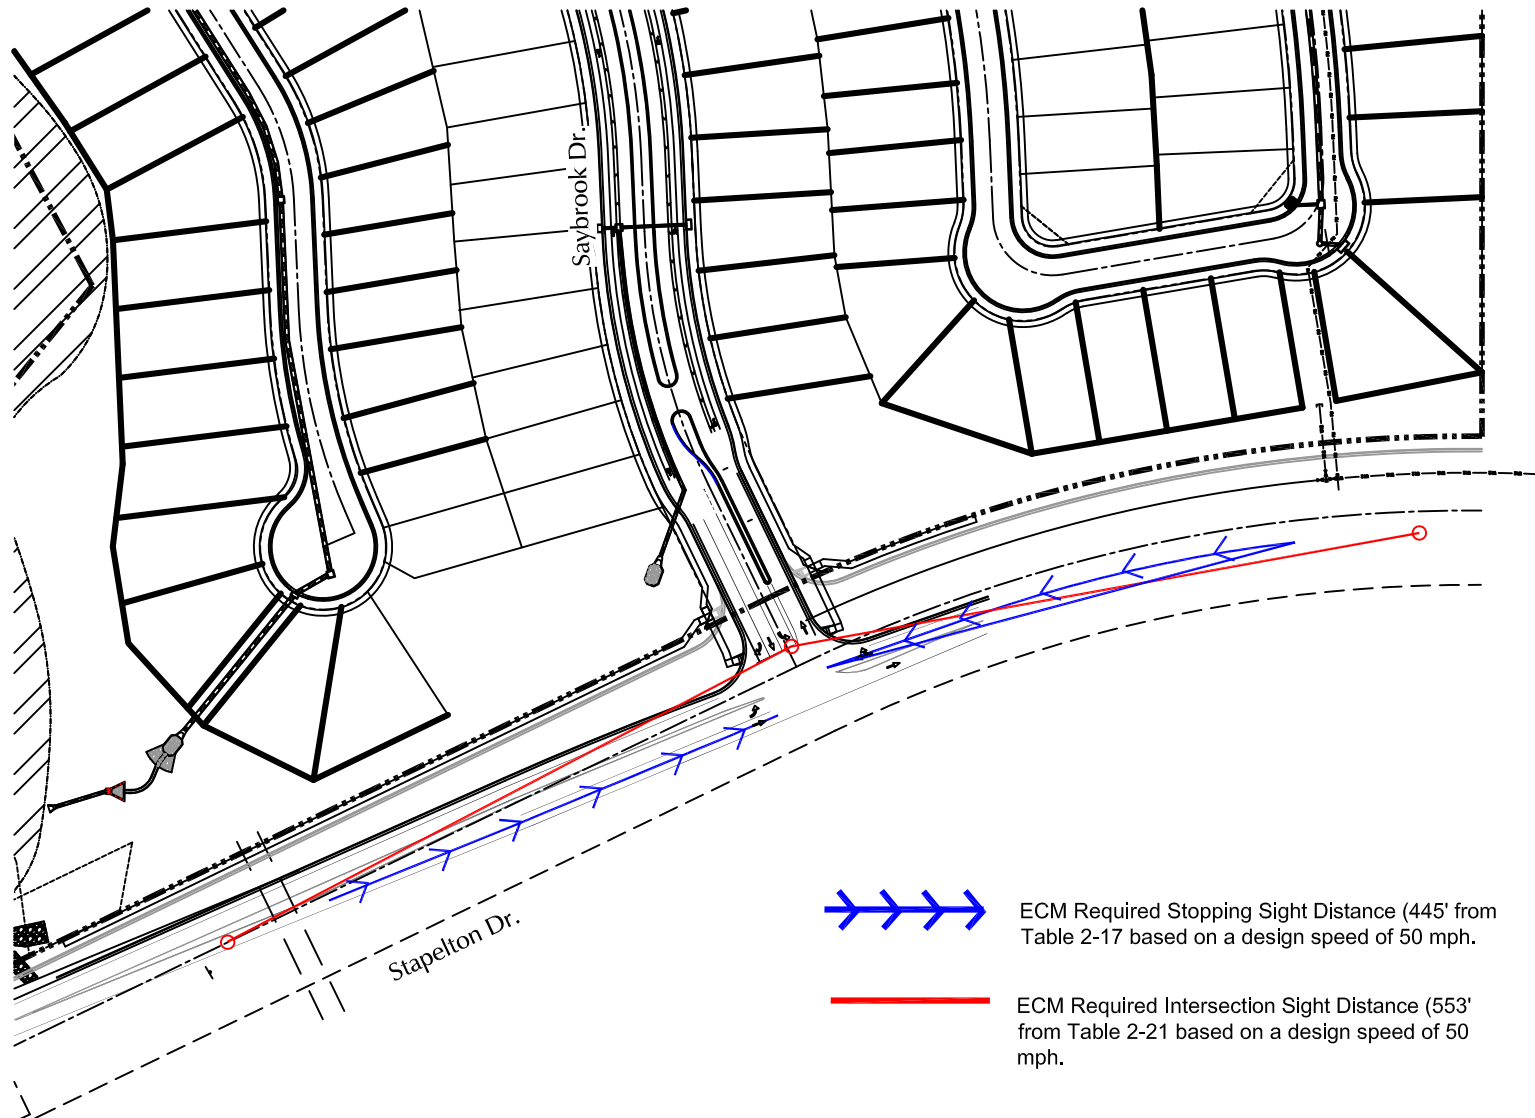 Saybrook Dr.
Stapelton Dr.
ECM Required Stopping Sight Distance (445' from
Table 2-17 based on a design speed of 50 mph.
ECM Required Intersection Sight Distance (553'
from Table 2-21 based on a design speed of 50
mph.